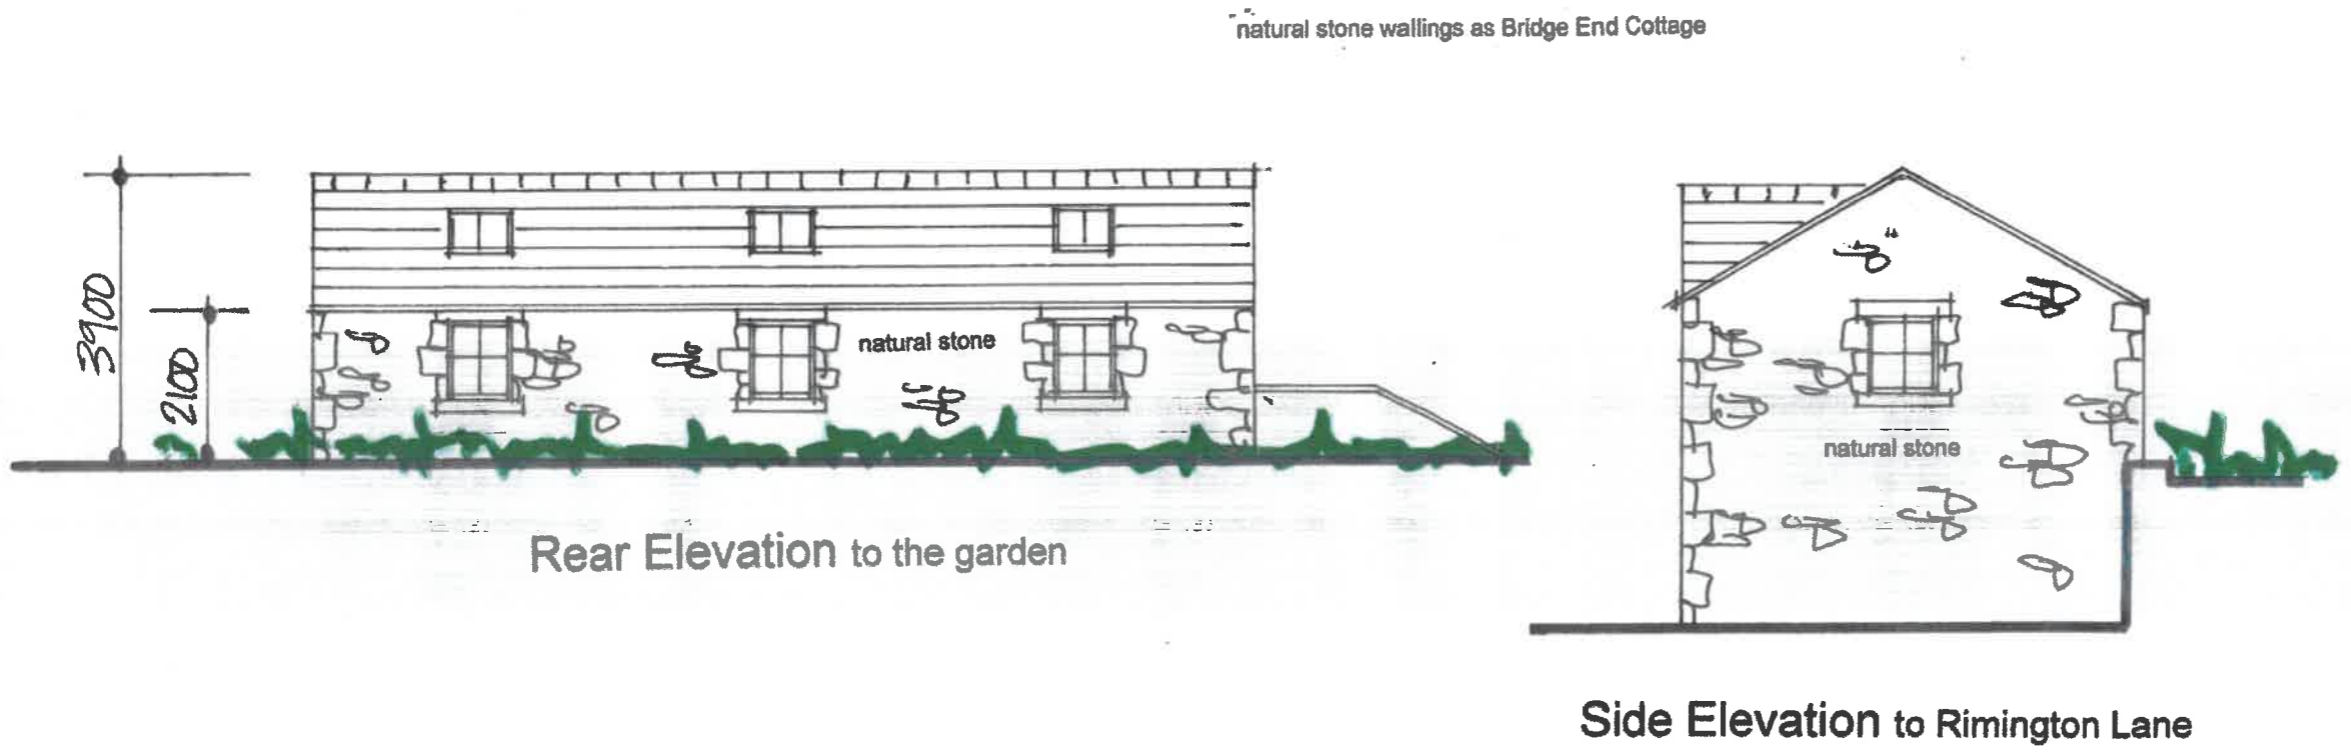 natural stone wallings as Bridge End Cottage
3900
2100
natural stone
natural stone
Rear Elevation to the garden
Side Elevation to Rimington Lane